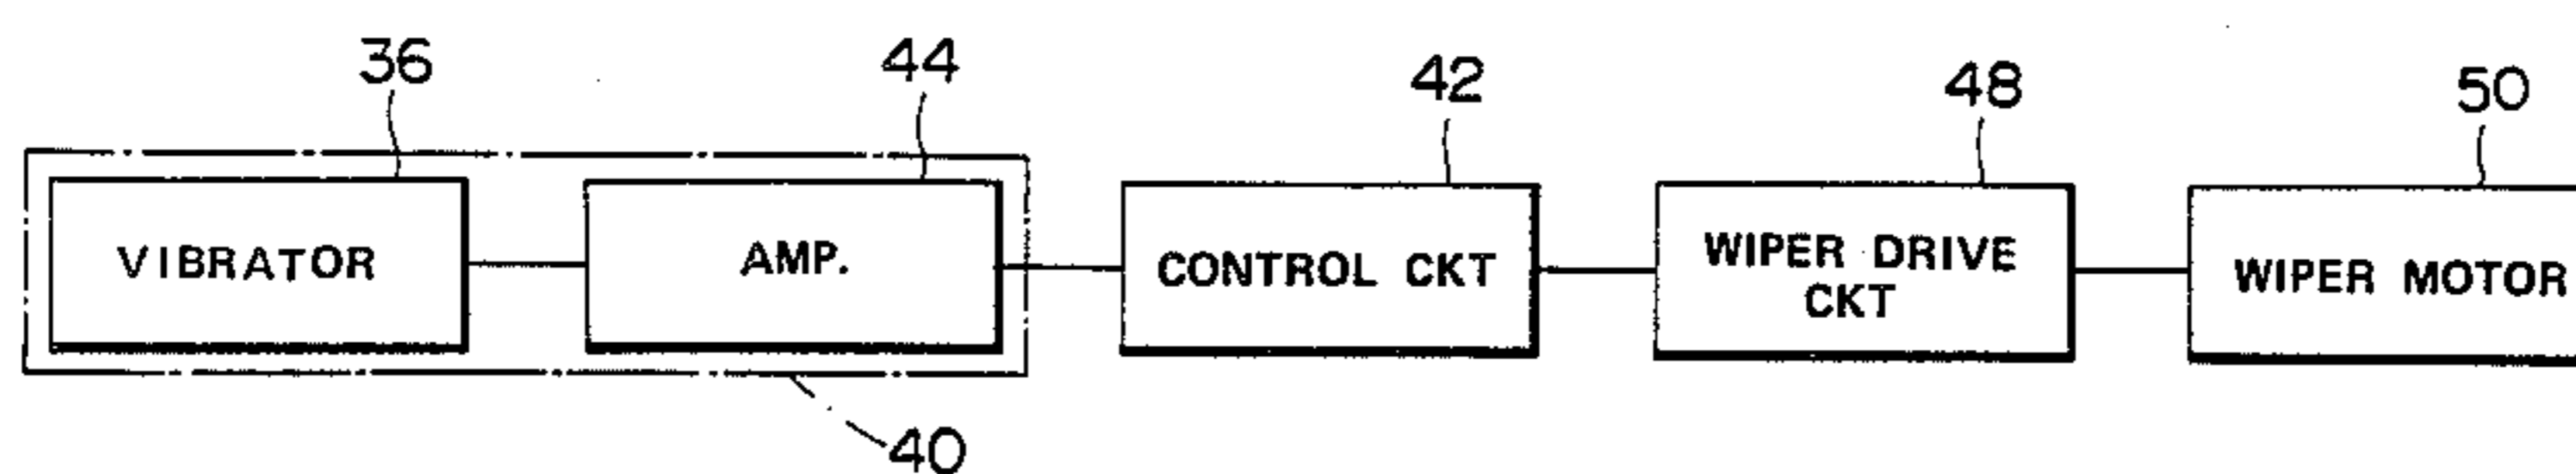 36
44
42
48
50
VIBRATOR
AMP.
CONTROL CKT
WIPER DRIVE
CKT
WIPER MOTOR
40